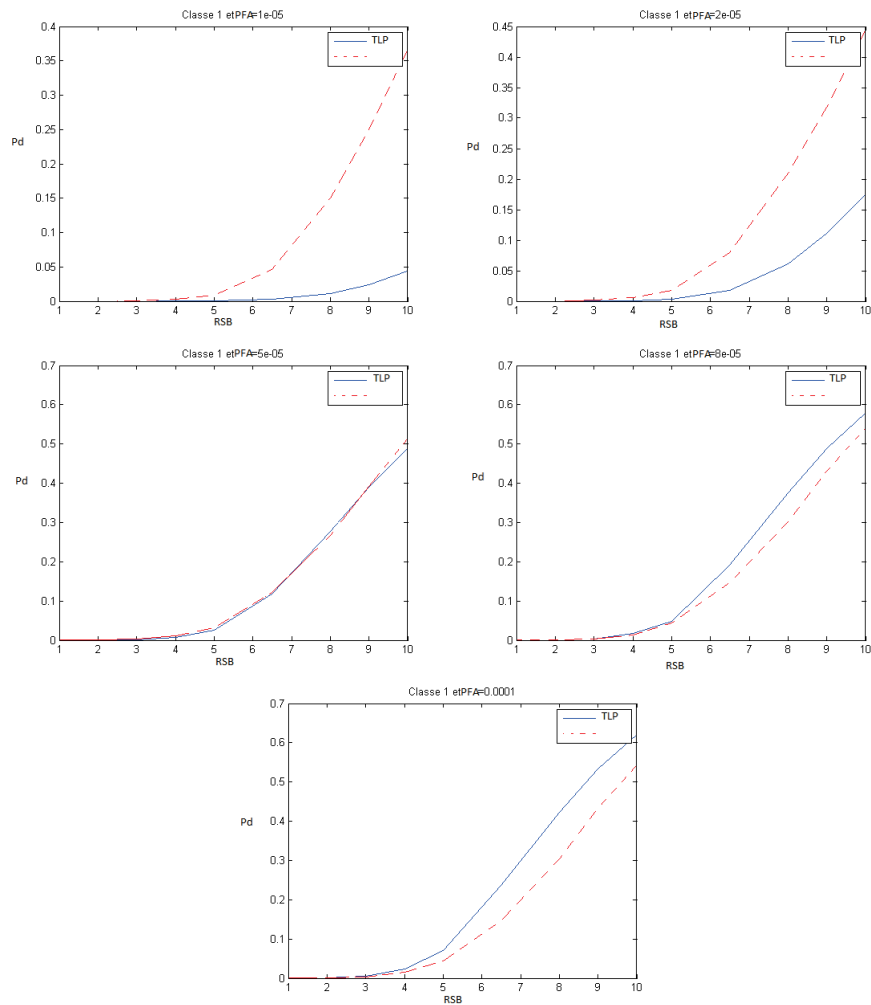 Classe 1 etPFA=1e-05
0.4
0.35
0.3
0.25
0.2
0.15
0.1
0.05
0
Pd
1 2 3 4 5 6 7 8 9 10
RSB
TLP
Classe 1 etPFA=2e-05
0.45
0.4
0.35
0.3
0.25
0.2
0.15
0.1
0.05
0
Pd
1 2 3 4 5 6 7 8 9 10
RSB
TLP
Classe 1 etPFA=5e-05
0.7
0.6
0.5
0.4
0.3
0.2
0.1
0
Pd
1 2 3 4 5 6 7 8 9 10
RSB
TLP
Classe 1 etPFA=8e-05
0.7
0.6
0.5
0.4
0.3
0.2
0.1
0
Pd
1 2 3 4 5 6 7 8 9 10
RSB
TLP
Classe 1 etPFA=0.0001
0.7
0.6
0.5
0.4
0.3
0.2
0.1
0
Pd
1 2 3 4 5 6 7 8 9 10
RSB
TLP